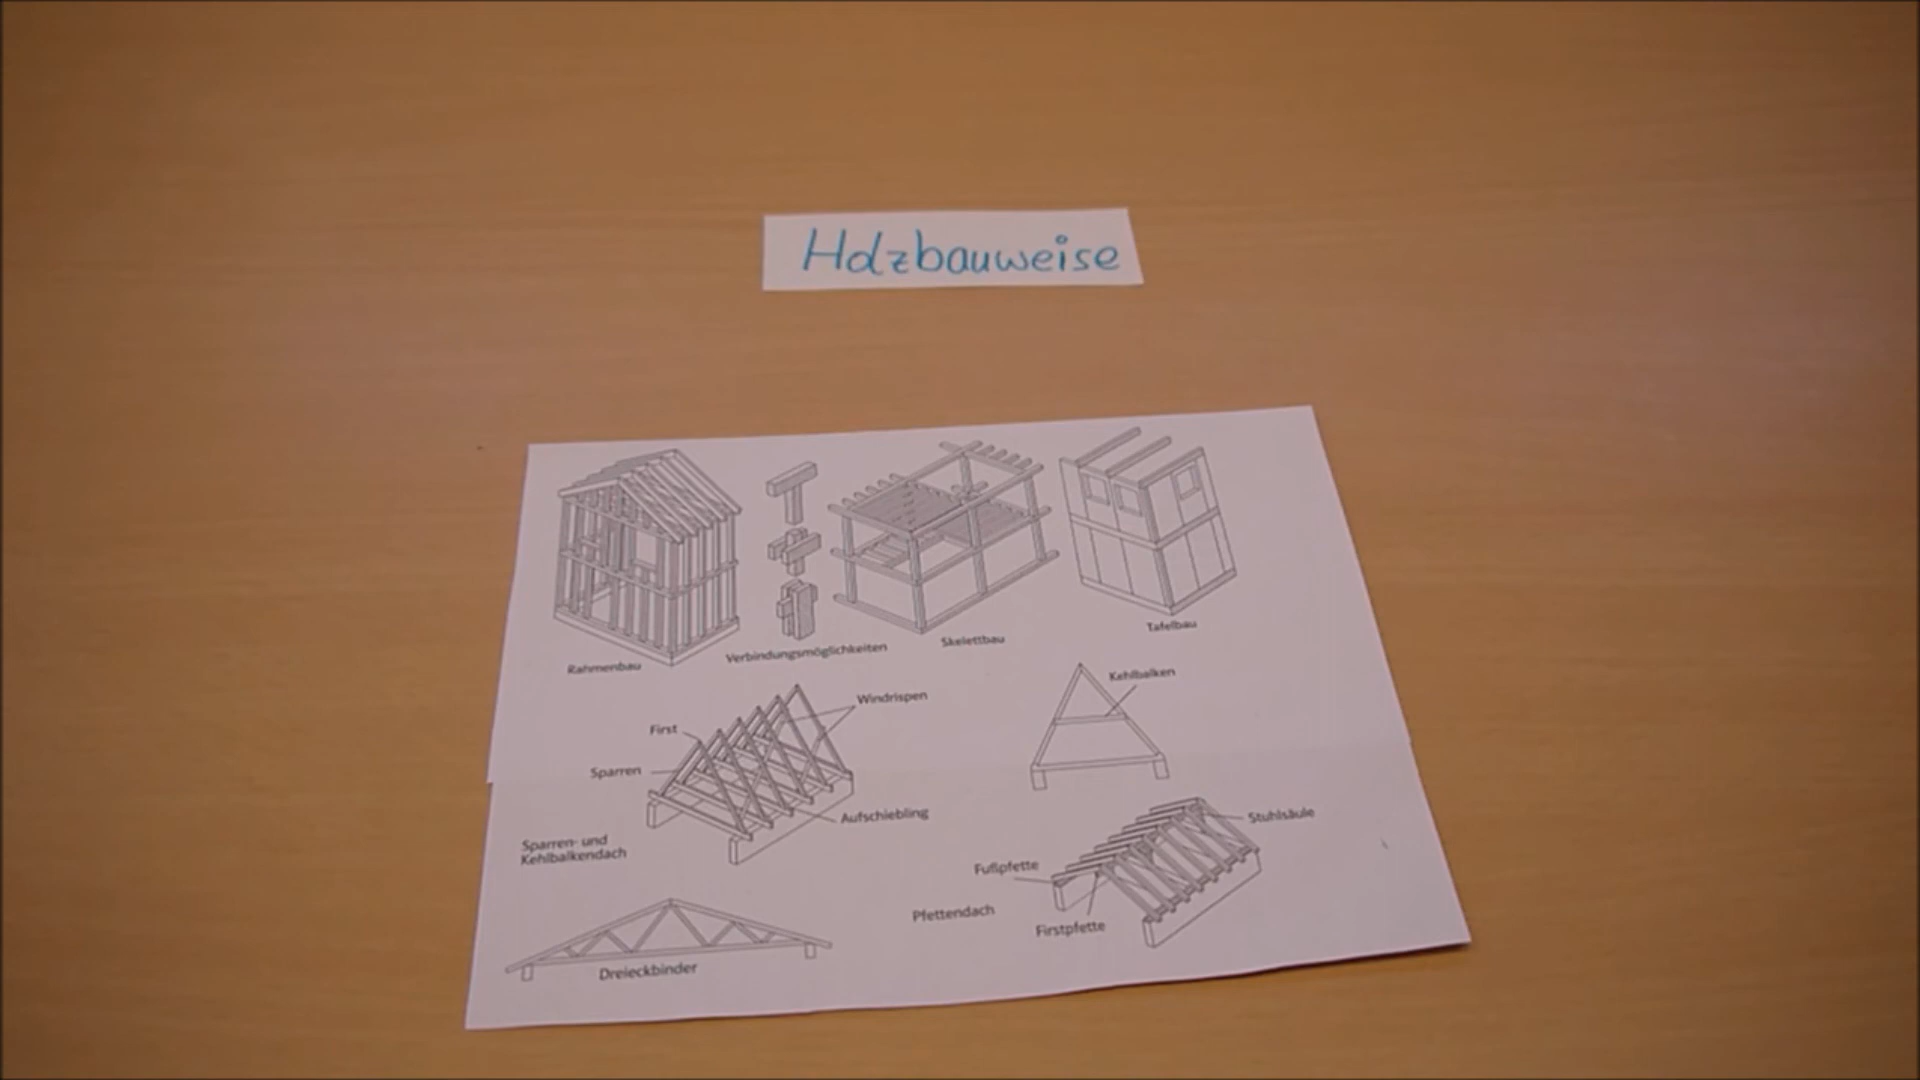 Holzbauweise
Rahmenbau
Verbindungsmöglichkeiten
Skelettbau
Tafelbau
First
Windrispen
Sparren
Aufschiebling
Sparren- und
Kehlbalkendach
Kehlbalken
Stuhlsäule
Fußpfette
Pfettendach
Firstpfette
Dreieckbinder